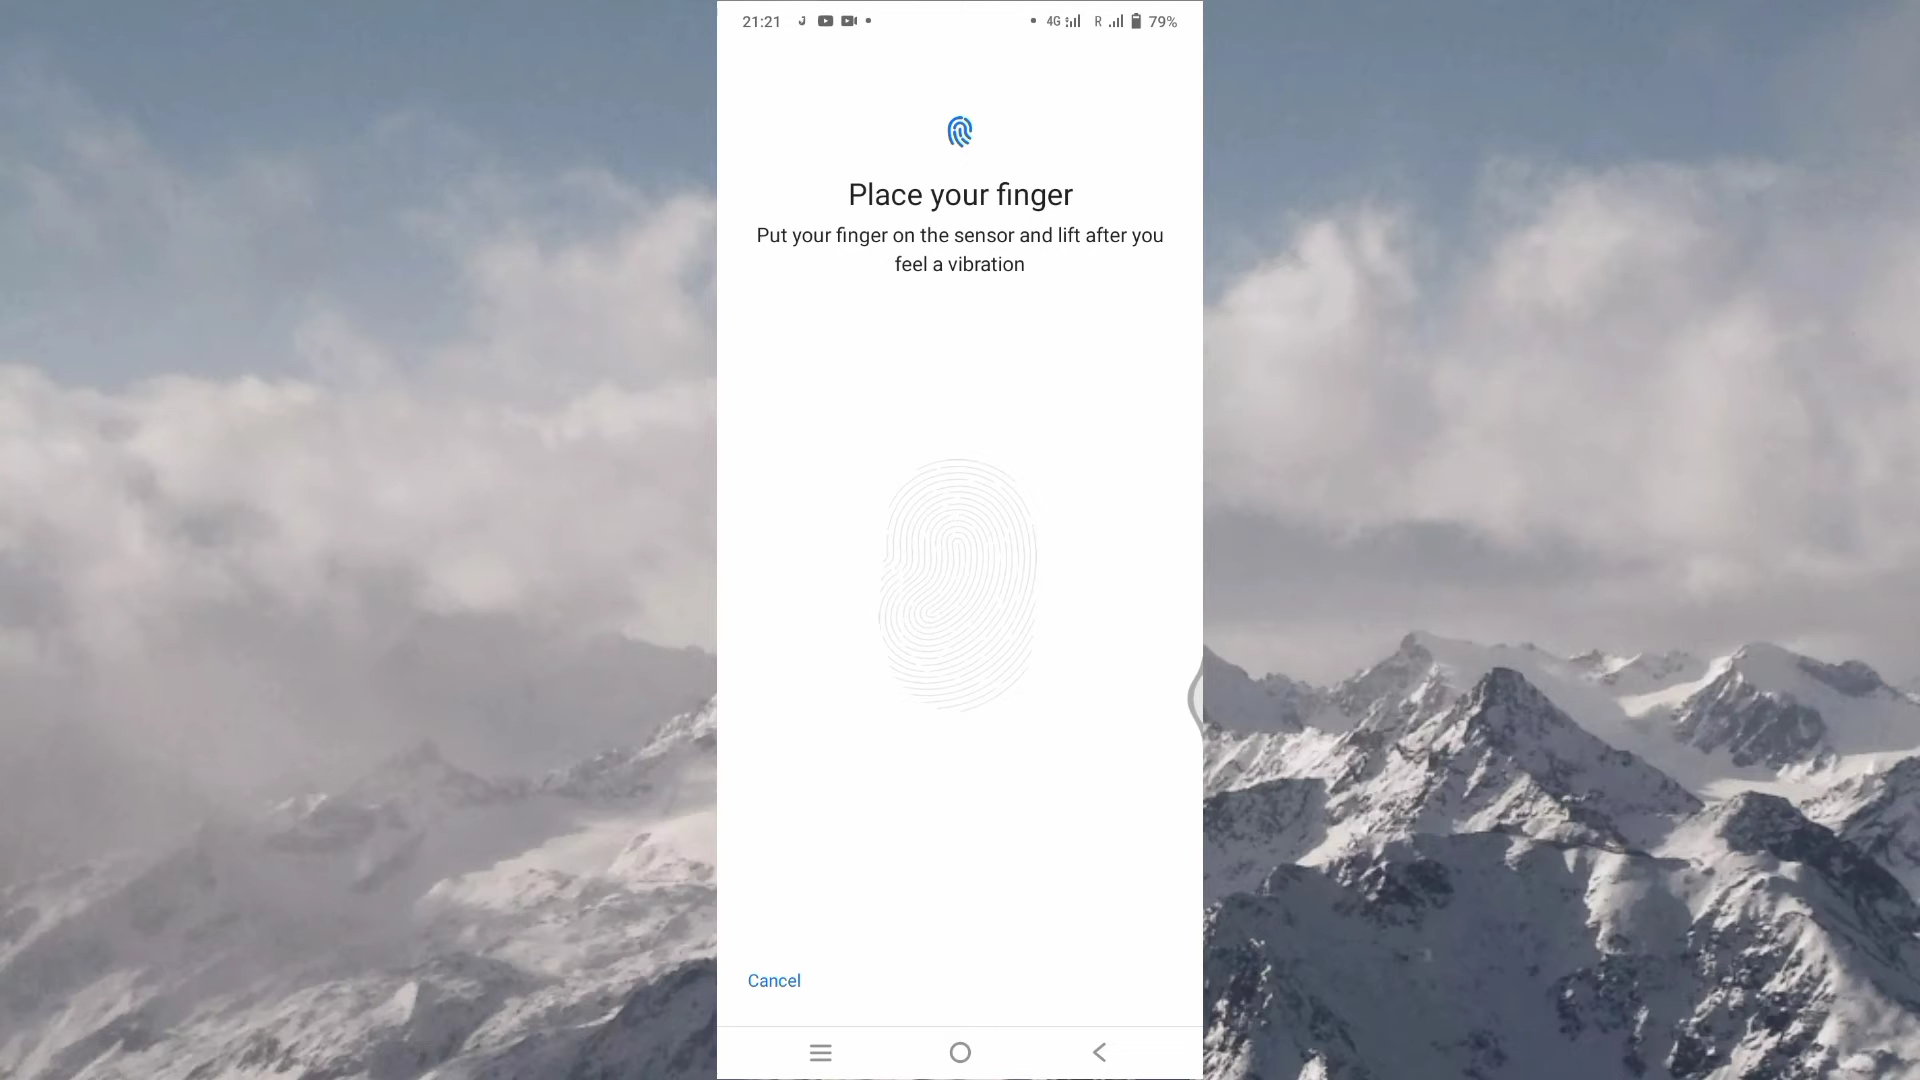 21:21 4G R 79%
Place your finger
Put your finger on the sensor and lift after you
feel a vibration
Cancel